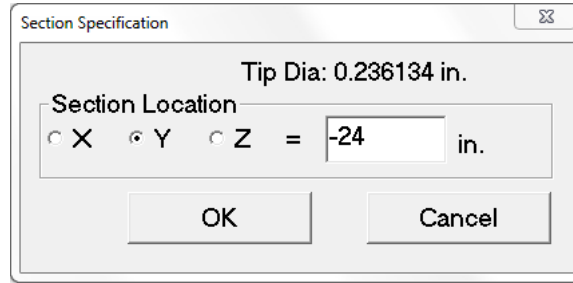 Section Specification
Tip Dia: 0.236134 in.
Section Location
X Y Z = -24 in.
OK Cancel